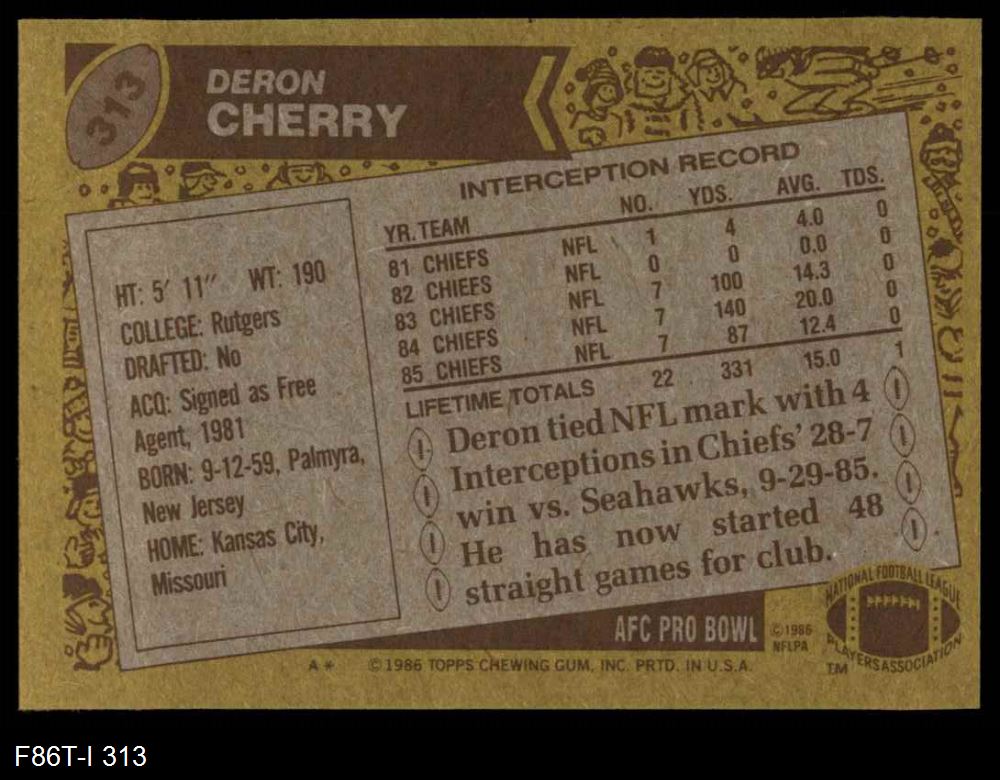 313
DERON
CHERRY
INTERCEPTION RECORD
YR. TEAM NO. YDS. AVG. TDS.
81 CHIEFS NFL 1 4 4.0 0
82 CHIEFS NFL 0 0 0.0 0
83 CHIEFS NFL 7 100 14.3 0
84 CHIEFS NFL 7 140 20.0 0
85 CHIEFS NFL 7 87 12.4 0
LIFETIME TOTALS 22 331 15.0 1
HT: 5' 11" WT: 190
COLLEGE: Rutgers
DRAFTED: No
ACQ: Signed as Free
Agent, 1981
BORN: 9-12-59, Palmyra,
New Jersey
HOME: Kansas City,
Missouri
Deron tied NFL mark with 4
Interceptions in Chiefs' 28-7
win vs. Seahawks, 9-29-85.
He has now started 48
straight games for club.
AFC PRO BOWL
©1986
NFLPA
NATIONAL FOOTBALL LEAGUE
PLAYERS ASSOCIATION
TM
A* ©1986 TOPPS CHEWING GUM, INC. PRTD. IN U.S.A.
F86T-I 313